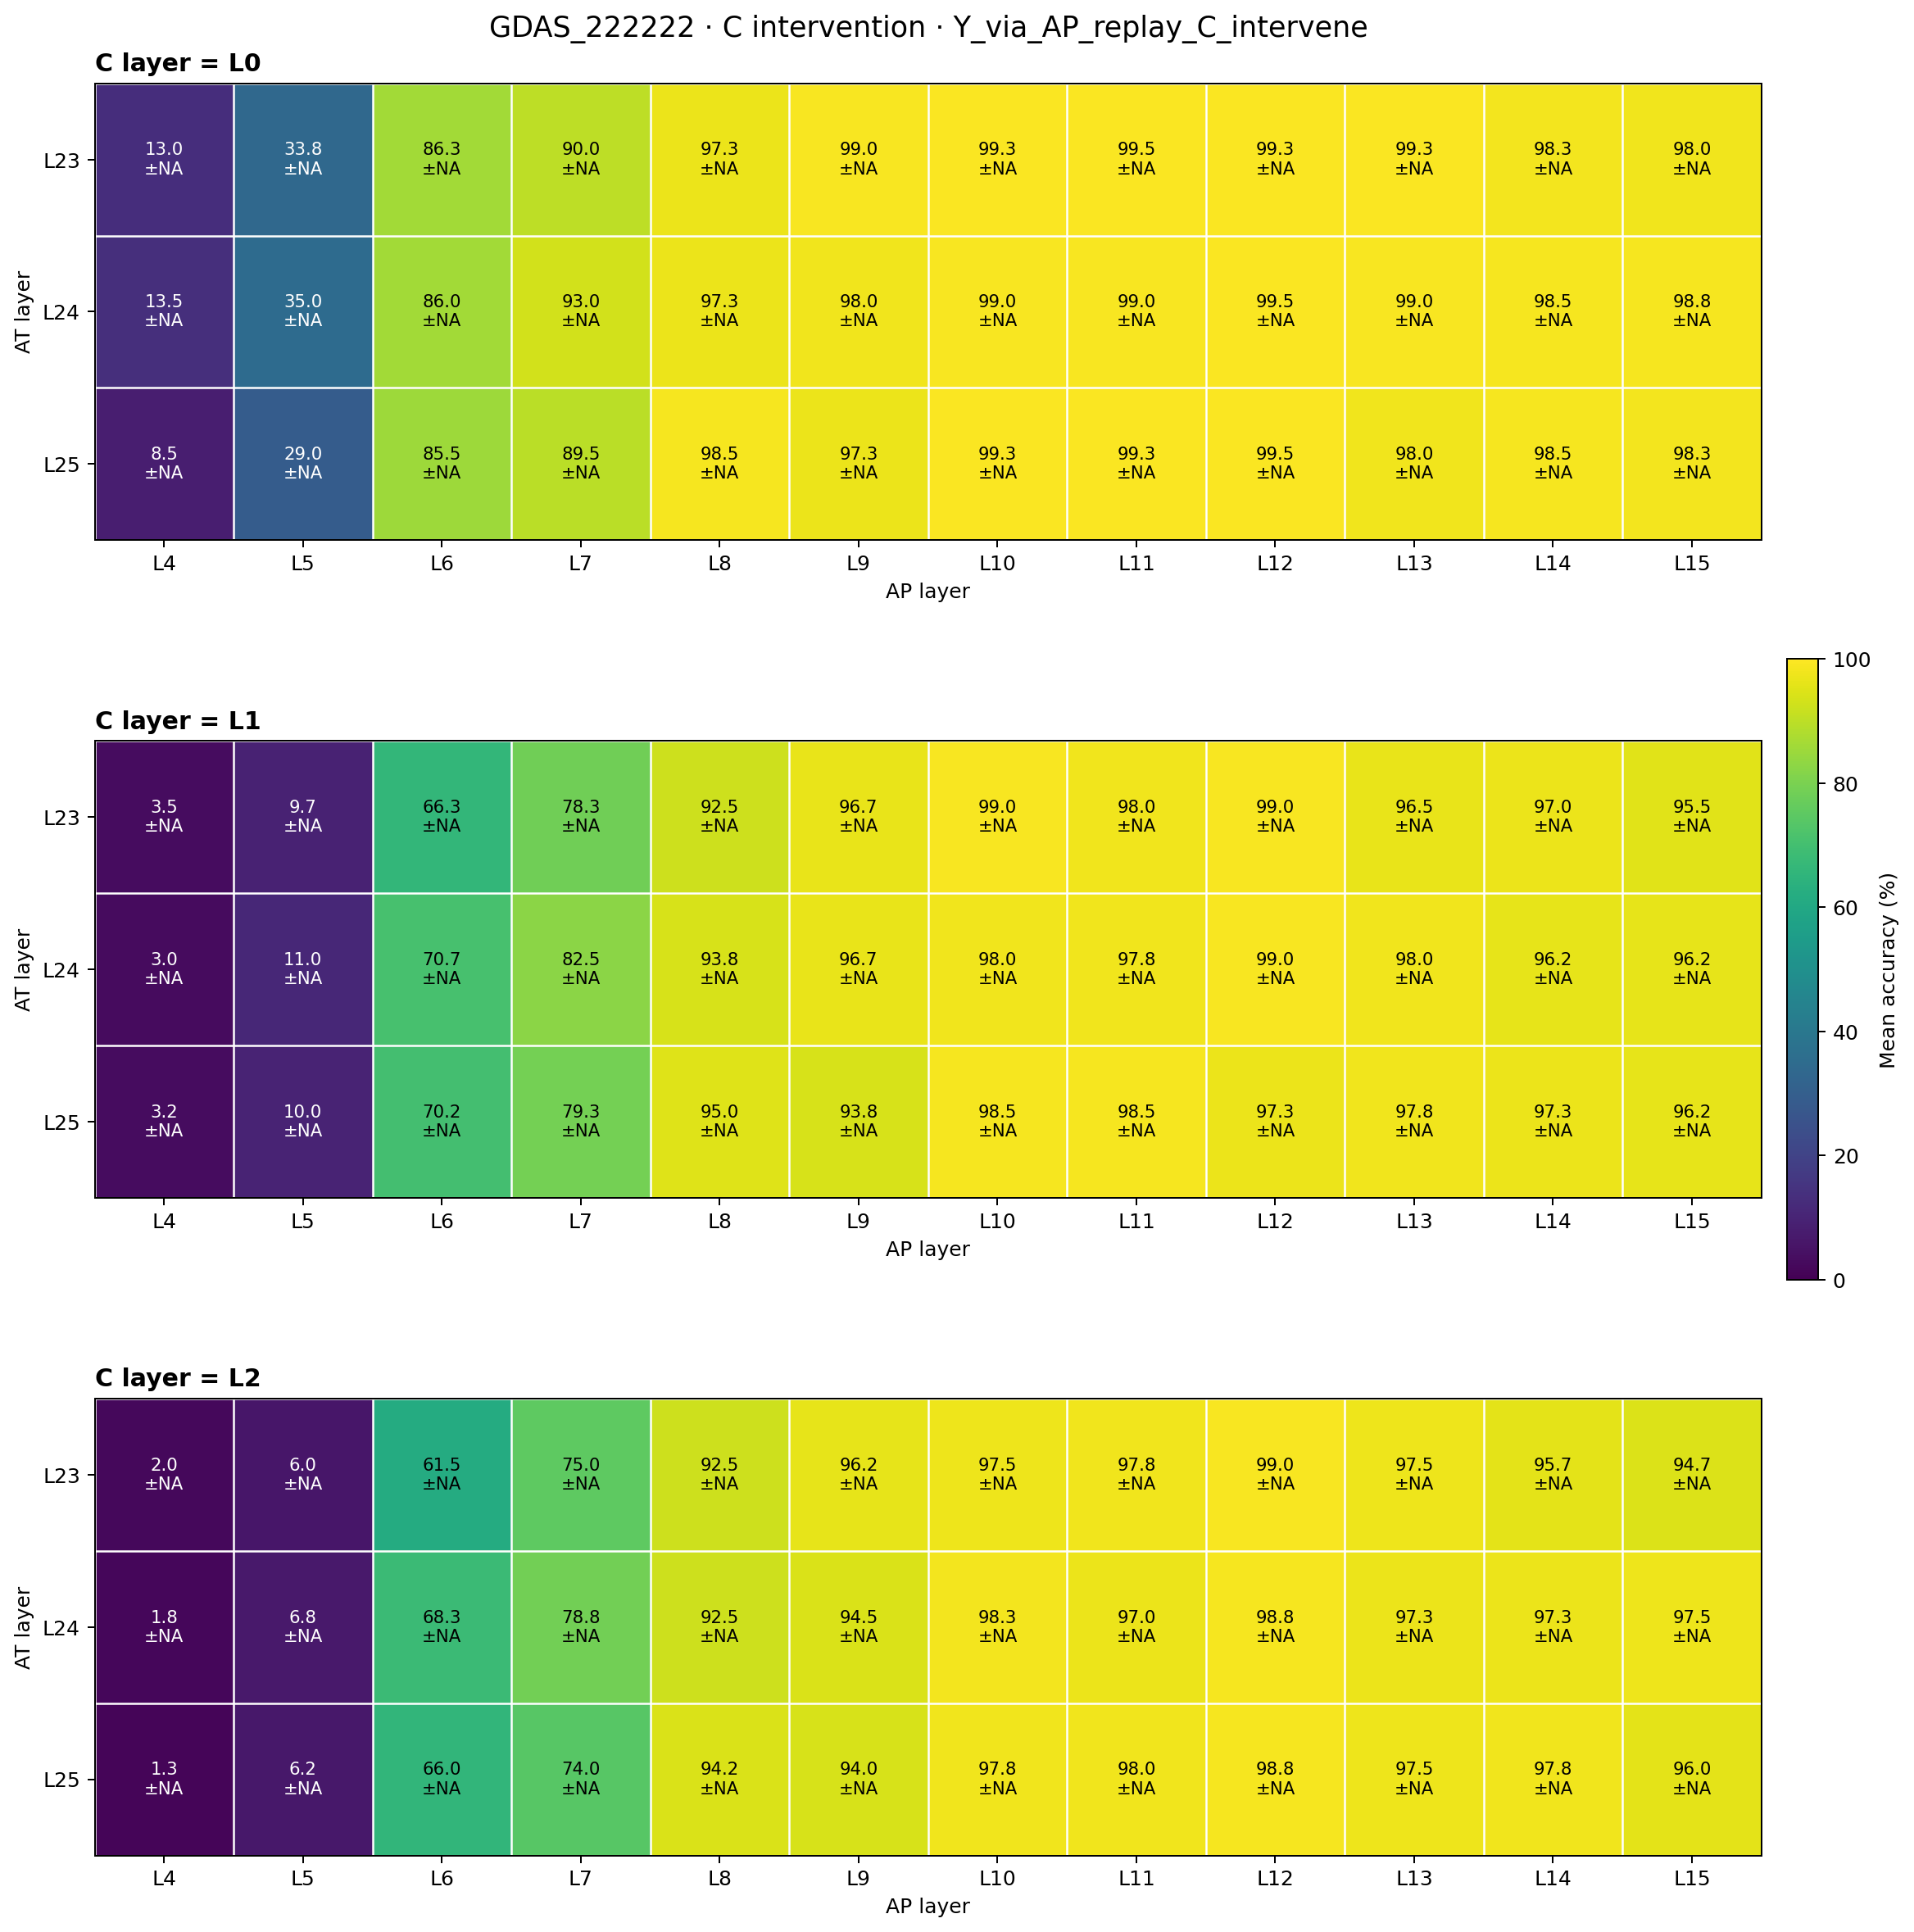 GDAS_222222 · C intervention · Y_via_AP_replay_C_intervene
C layer = L0
AT layer
L23
13.0 33.8 86.3 90.0 97.3 99.0 99.3 99.5 99.3 99.3 98.3 98.0
±NA ±NA ±NA ±NA ±NA ±NA ±NA ±NA ±NA ±NA ±NA ±NA
L24
13.5 35.0 86.0 93.0 97.3 98.0 99.0 99.0 99.5 99.0 98.5 98.8
±NA ±NA ±NA ±NA ±NA ±NA ±NA ±NA ±NA ±NA ±NA ±NA
L25
8.5 29.0 85.5 89.5 98.5 97.3 99.3 99.3 99.5 98.0 98.5 98.3
±NA ±NA ±NA ±NA ±NA ±NA ±NA ±NA ±NA ±NA ±NA ±NA
L4 L5 L6 L7 L8 L9 L10 L11 L12 L13 L14 L15
AP layer
C layer = L1
AT layer
L23
3.5 9.7 66.3 78.3 92.5 96.7 99.0 98.0 99.0 96.5 97.0 95.5
±NA ±NA ±NA ±NA ±NA ±NA ±NA ±NA ±NA ±NA ±NA ±NA
L24
3.0 11.0 70.7 82.5 93.8 96.7 98.0 97.8 99.0 98.0 96.2 96.2
±NA ±NA ±NA ±NA ±NA ±NA ±NA ±NA ±NA ±NA ±NA ±NA
L25
3.2 10.0 70.2 79.3 95.0 93.8 98.5 98.5 97.3 97.8 97.3 96.2
±NA ±NA ±NA ±NA ±NA ±NA ±NA ±NA ±NA ±NA ±NA ±NA
L4 L5 L6 L7 L8 L9 L10 L11 L12 L13 L14 L15
AP layer
100
80
60
40
20
0
Mean accuracy (%)
C layer = L2
AT layer
L23
2.0 6.0 61.5 75.0 92.5 96.2 97.5 97.8 99.0 97.5 95.7 94.7
±NA ±NA ±NA ±NA ±NA ±NA ±NA ±NA ±NA ±NA ±NA ±NA
L24
1.8 6.8 68.3 78.8 92.5 94.5 98.3 97.0 98.8 97.3 97.3 97.5
±NA ±NA ±NA ±NA ±NA ±NA ±NA ±NA ±NA ±NA ±NA ±NA
L25
1.3 6.2 66.0 74.0 94.2 94.0 97.8 98.0 98.8 97.5 97.8 96.0
±NA ±NA ±NA ±NA ±NA ±NA ±NA ±NA ±NA ±NA ±NA ±NA
L4 L5 L6 L7 L8 L9 L10 L11 L12 L13 L14 L15
AP layer